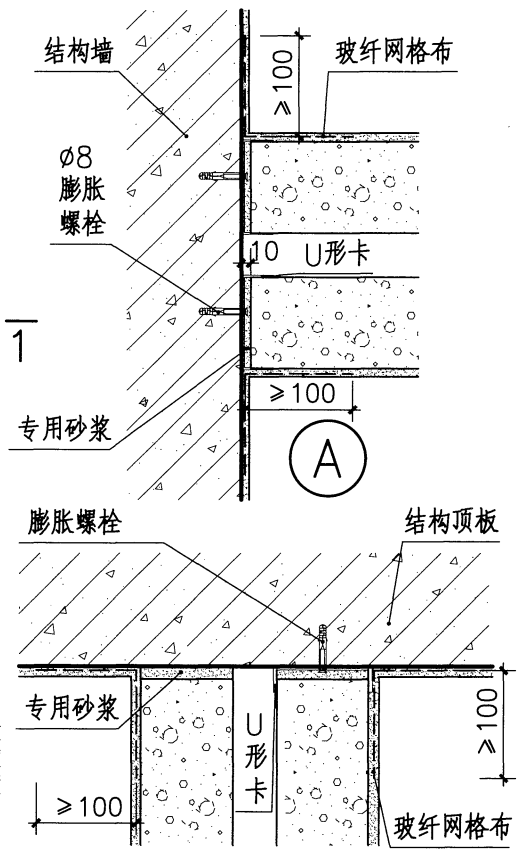 结构墙
≥100
玻纤网格布
Ø8
膨胀
螺栓
10
U形卡
1
≥100
专用砂浆
A
膨胀螺栓
结构顶板
专用砂浆
U
形
卡
≥100
≥100
玻纤网格布